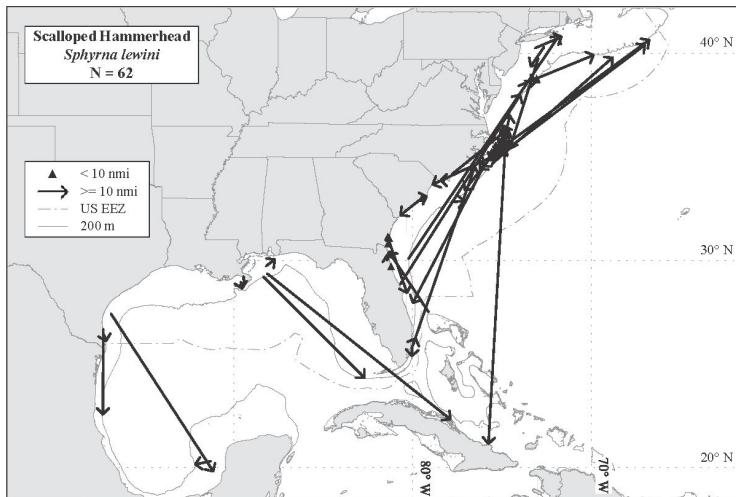 Scalloped Hammerhead
Sphyrna lewini
N = 62
< 10 nmi
>= 10 nmi
US EEZ
200 m
40° N
30° N
20° N
80° W
70° W